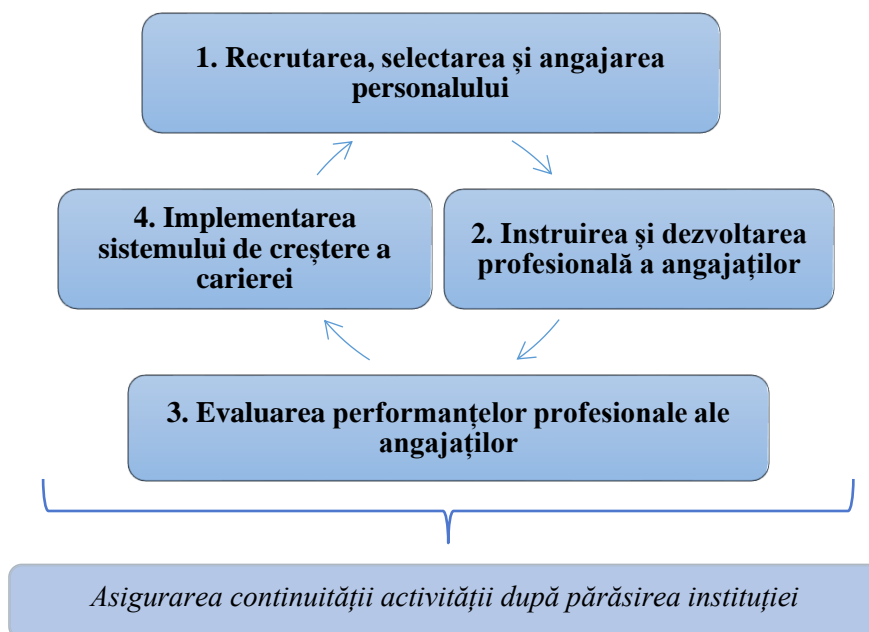 1. Recrutarea, selectarea și angajarea
personalului
4. Implementarea
sistemului de creștere a
carierei
2. Instruirea și dezvoltarea
profesională a angajaților
3. Evaluarea performanțelor profesionale ale
angajaților
Asigurarea continuității activității după părăsirea instituției